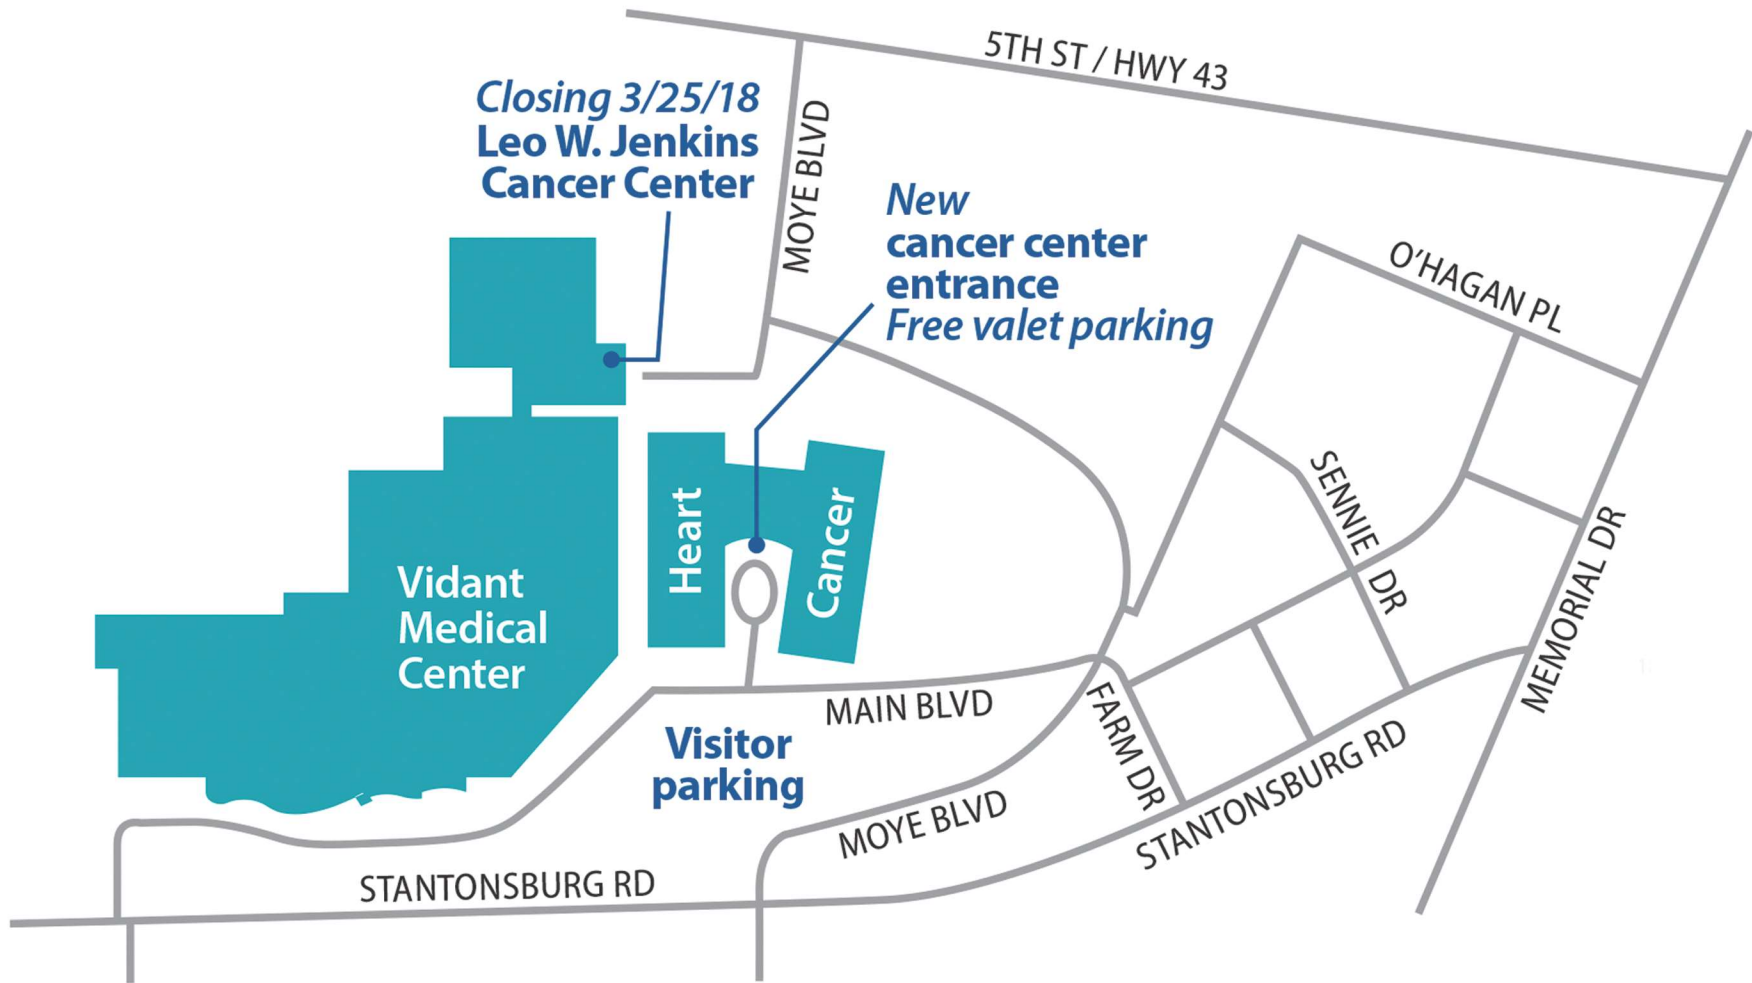 5TH ST / HWY 43
Closing 3/25/18
Leo W. Jenkins
Cancer Center
MOYE BLVD
New
cancer center
entrance
Free valet parking
O'HAGAN PL
SENNIE DR
MEMORIAL DR
Heart
Cancer
Vidant
Medical
Center
MAIN BLVD
FARM DR
Visitor
parking
MOYE BLVD
STANTONSBURG RD
STANTONSBURG RD